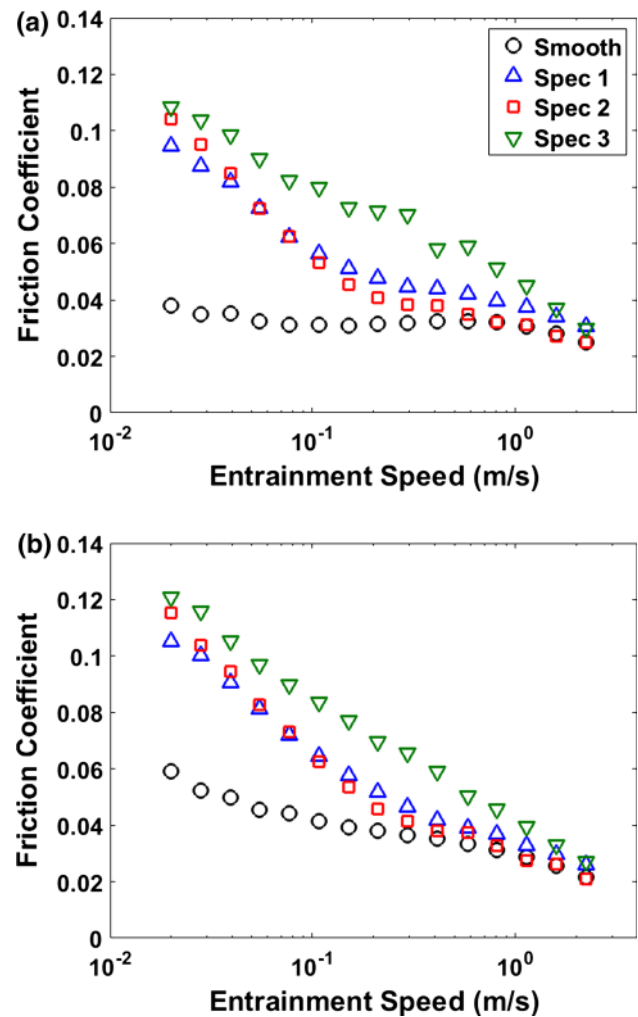 (a)
0.14
0.12
0.1
0.08
0.06
0.04
0.02
0
Friction Coefficient
Smooth
Spec 1
Spec 2
Spec 3
10^-2
10^-1
10^0
Entrainment Speed (m/s)
(b)
0.14
0.12
0.1
0.08
0.06
0.04
0.02
0
Friction Coefficient
10^-2
10^-1
10^0
Entrainment Speed (m/s)